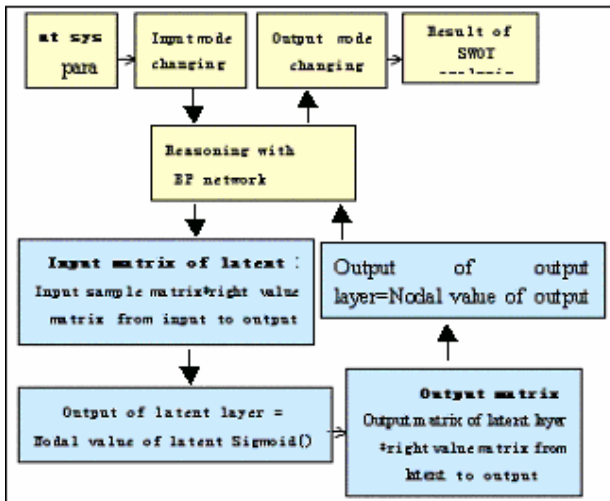 at sys
para
Input mode
changing
Output mode
changing
Result of
SWOT
Reasoning with
BP network
Input matrix of latent
Input sample matrix*right value
matrix from input to output
Output of output
layer=Nodal value of output
Output of latent layer =
Nodal value of latent Sigmoid()
Output matrix
Output matrix of latent layer
*right value matrix from
latent to output